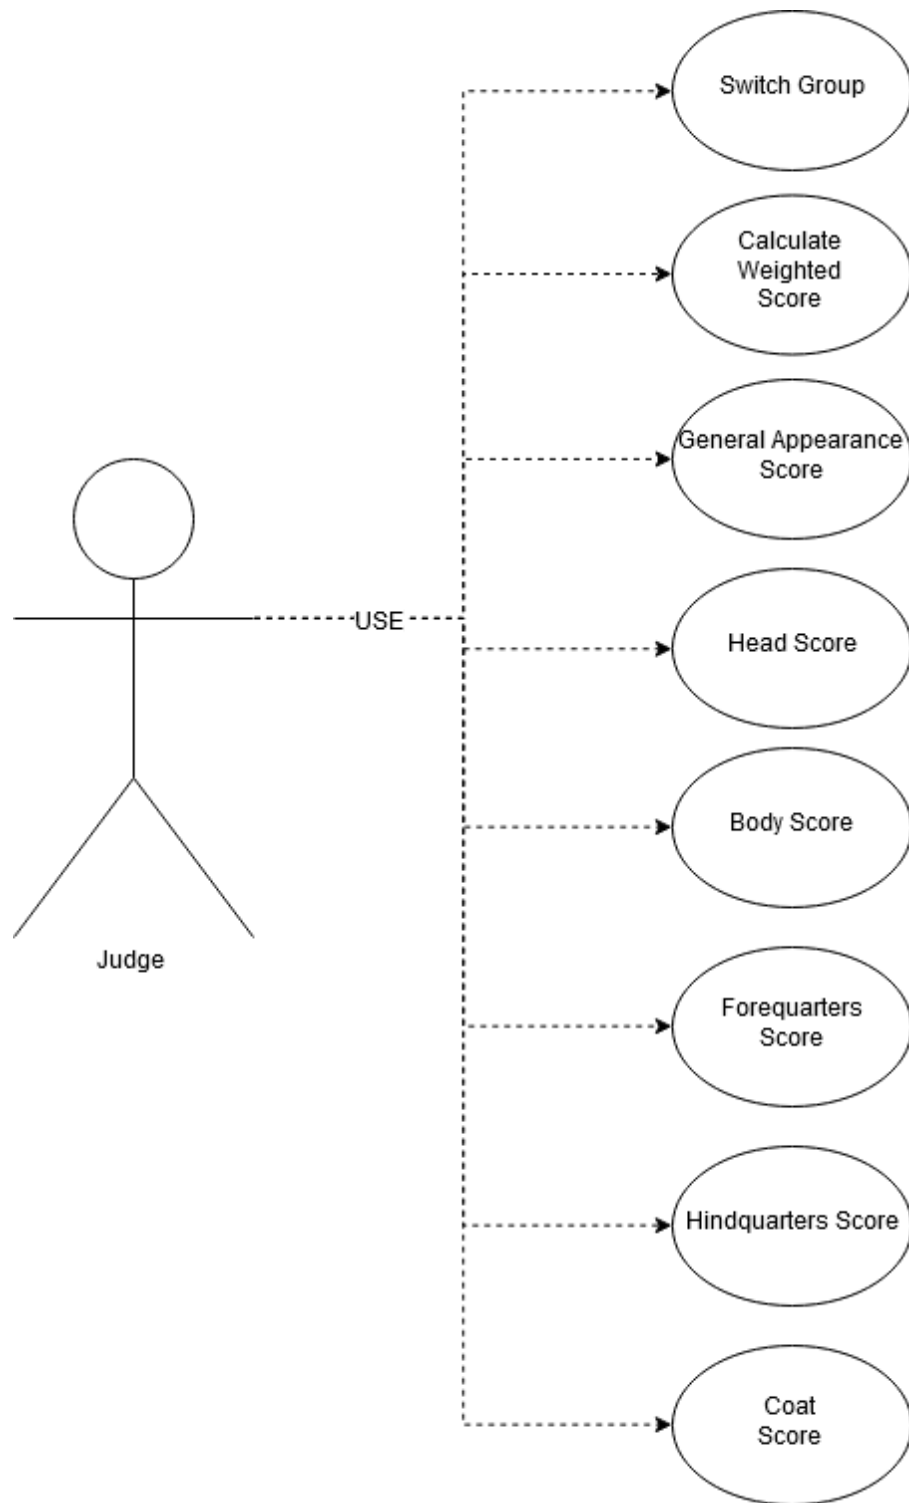 Switch Group
Calculate
Weighted
Score
General Appearance
Score
USE
Head Score
Body Score
Judge
Forequarters
Score
Hindquarters Score
Coat
Score